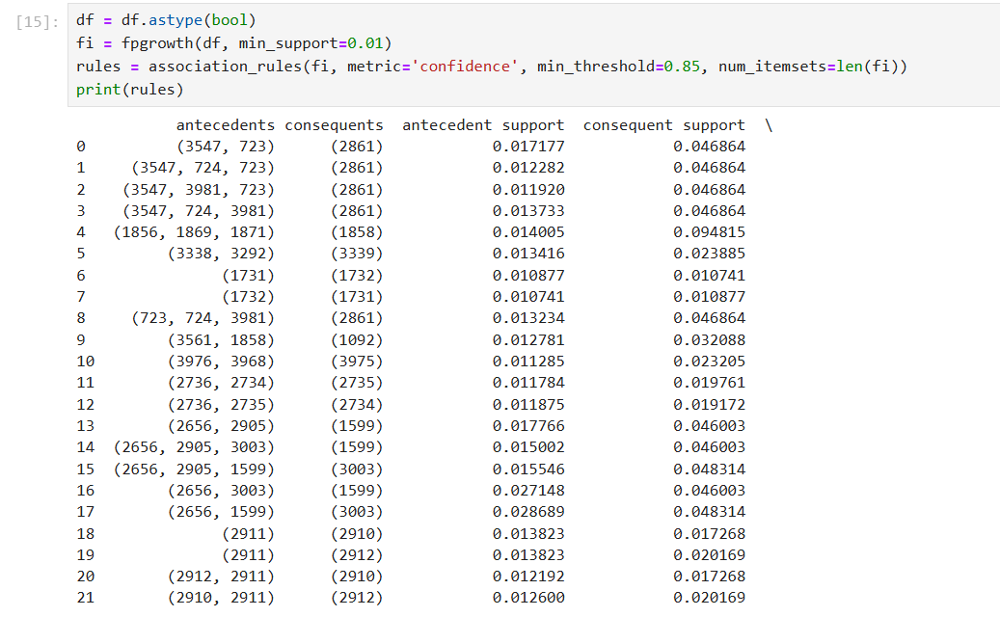 [15]: df = df.astype(bool)
fi = fpgrowth(df, min_support=0.01)
rules = association_rules(fi, metric='confidence', min_threshold=0.85, num_itemsets=len(fi))
print(rules)
antecedents consequents antecedent support consequent support \
0 (3547, 723) (2861) 0.017177 0.046864
1 (3547, 724, 723) (2861) 0.012282 0.046864
2 (3547, 3981, 723) (2861) 0.011920 0.046864
3 (3547, 724, 3981) (2861) 0.013733 0.046864
4 (1856, 1869, 1871) (1858) 0.014005 0.094815
5 (3338, 3292) (3339) 0.013416 0.023885
6 (1731) (1732) 0.010877 0.010741
7 (1732) (1731) 0.010741 0.010877
8 (723, 724, 3981) (2861) 0.013234 0.046864
9 (3561, 1858) (1092) 0.012781 0.032088
10 (3976, 3968) (3975) 0.011285 0.023205
11 (2736, 2734) (2735) 0.011784 0.019761
12 (2736, 2735) (2734) 0.011875 0.019172
13 (2656, 2905) (1599) 0.017766 0.046003
14 (2656, 2905, 3003) (1599) 0.015002 0.046003
15 (2656, 2905, 1599) (3003) 0.015546 0.048314
16 (2656, 3003) (1599) 0.027148 0.046003
17 (2656, 1599) (3003) 0.028689 0.048314
18 (2911) (2910) 0.013823 0.017268
19 (2911) (2912) 0.013823 0.020169
20 (2912, 2911) (2910) 0.012192 0.017268
21 (2910, 2911) (2912) 0.012600 0.020169